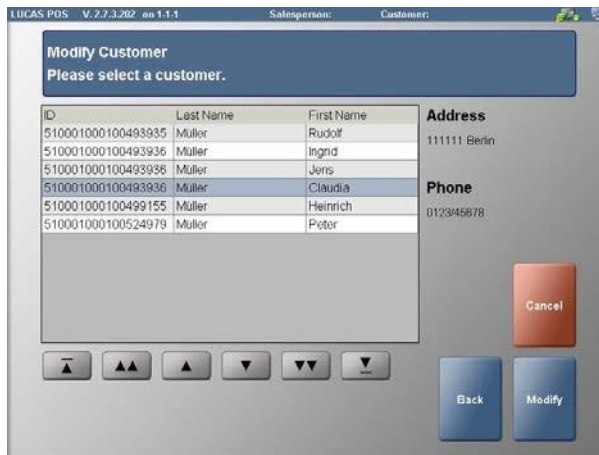 LUCAS POS V.2.7.3.202 on 1-1-1 Salesperson: Customer:
Modify Customer
Please select a customer.
ID Last Name First Name
510001000100493935 Müller Rudolf
510001000100493936 Müller Ingrid
510001000100493936 Müller Jens
510001000100493936 Müller Claudia
510001000100499155 Müller Heinrich
510001000100524979 Müller Peter
Address
111111 Berlin
Phone
0123/45678
Cancel
Back Modify